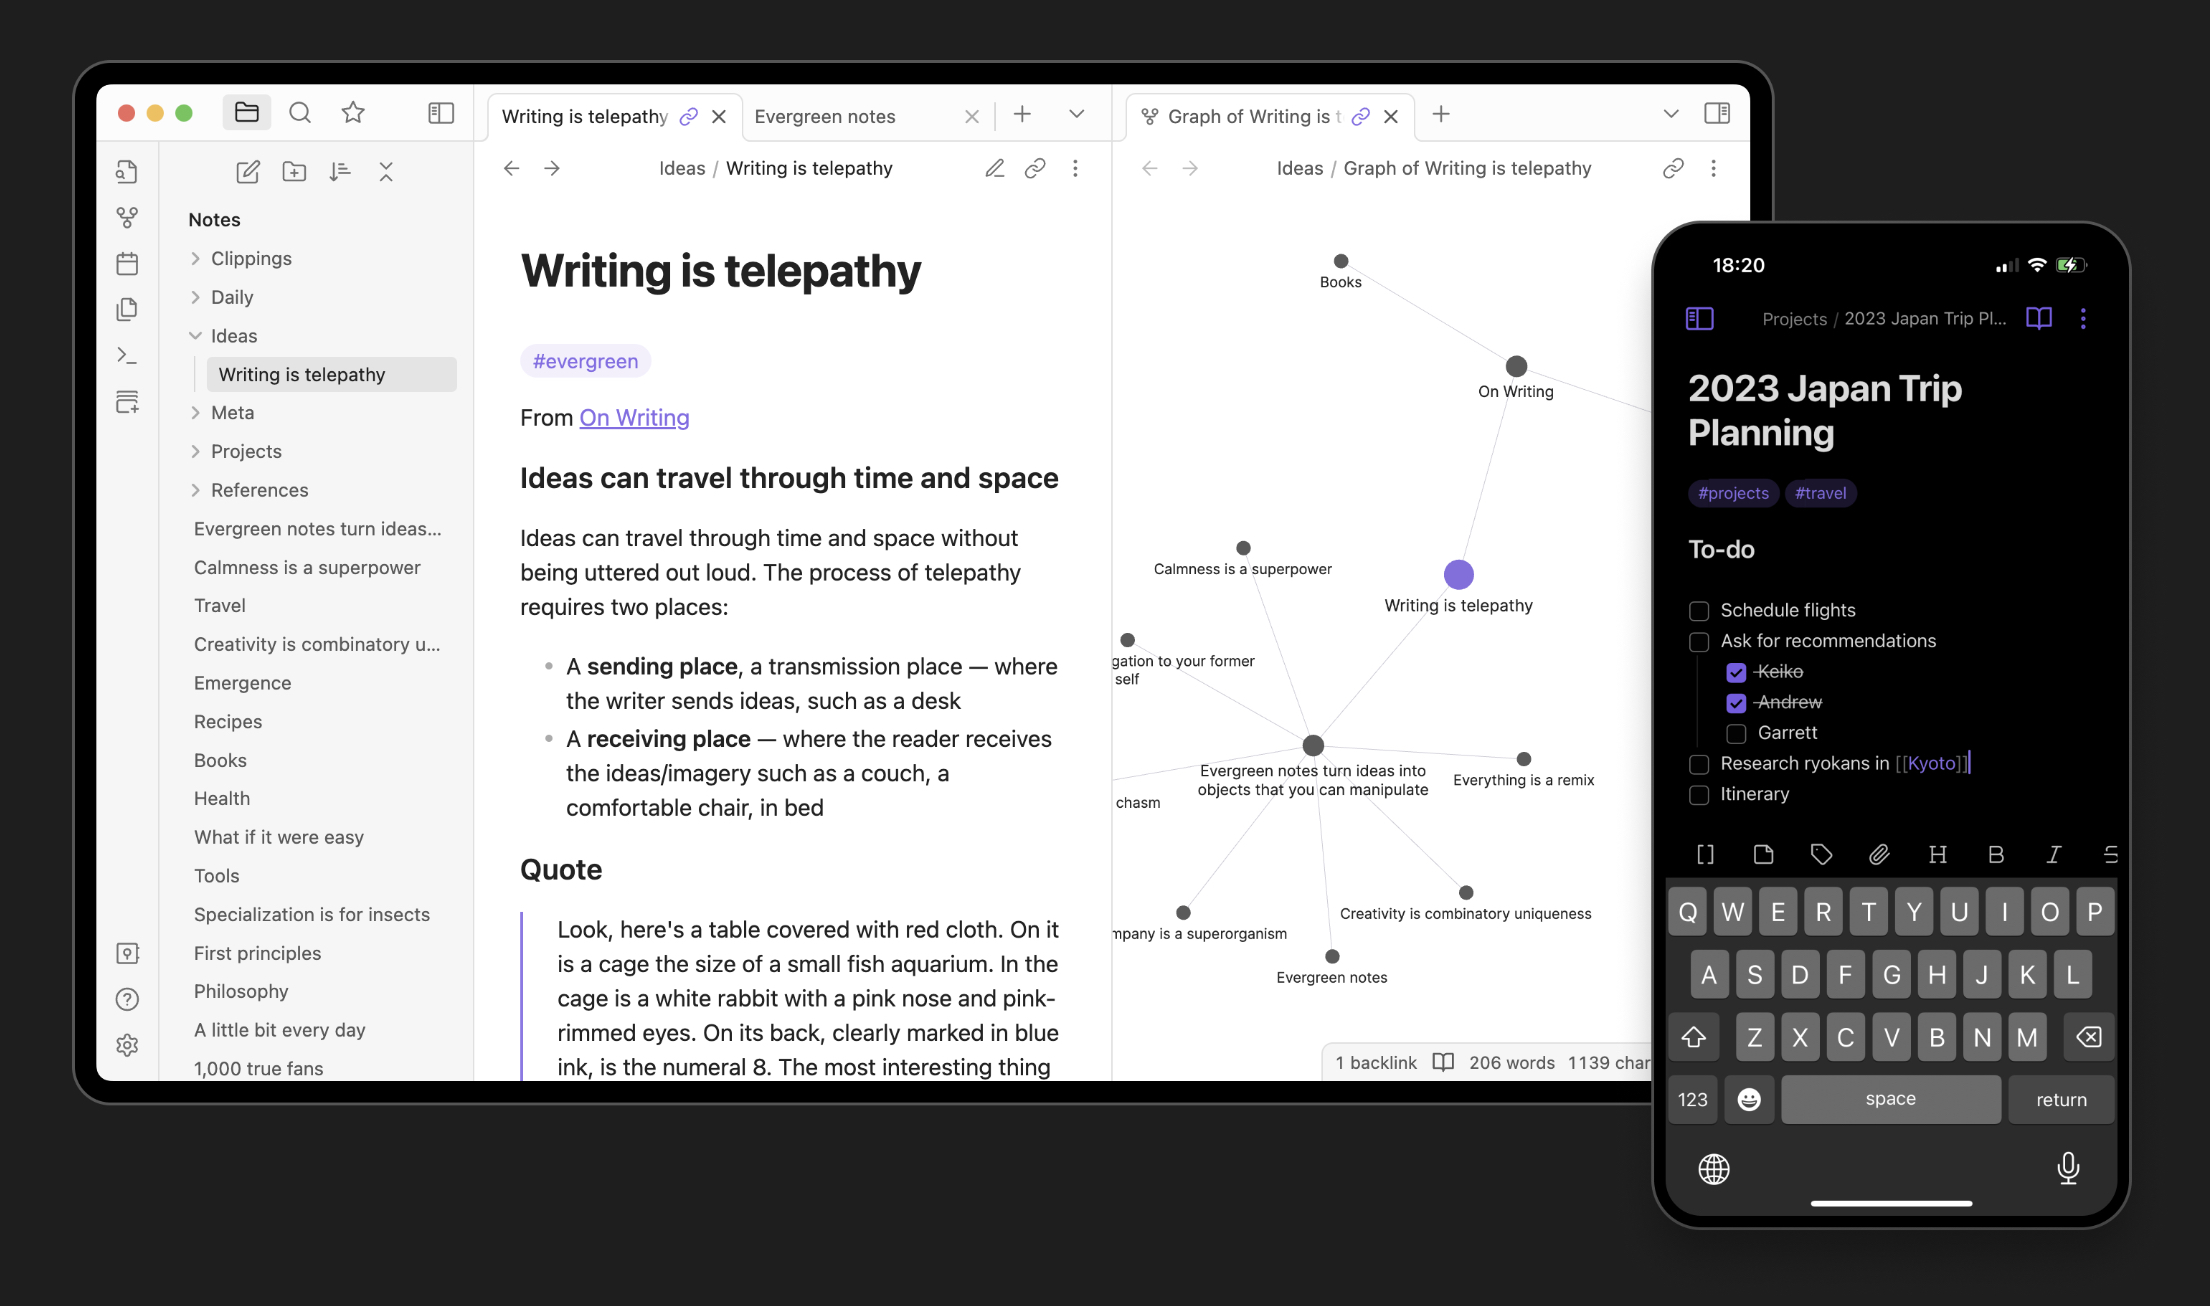 Writing is telepathy
Evergreen notes
Graph of Writing is t
Notes
Clippings
Daily
Ideas
Writing is telepathy
Meta
Projects
References
Evergreen notes turn ideas...
Calmness is a superpower
Travel
Creativity is combinatory u...
Emergence
Recipes
Books
Health
What if it were easy
Tools
Specialization is for insects
First principles
Philosophy
A little bit every day
1,000 true fans
Ideas / Writing is telepathy
Writing is telepathy
#evergreen
From On Writing
Ideas can travel through time and space
Ideas can travel through time and space without
being uttered out loud. The process of telepathy
requires two places:
A sending place, a transmission place — where
the writer sends ideas, such as a desk
A receiving place — where the reader receives
the ideas/imagery such as a couch, a
comfortable chair, in bed
Quote
Look, here's a table covered with red cloth. On it
is a cage the size of a small fish aquarium. In the
cage is a white rabbit with a pink nose and pink-
rimmed eyes. On its back, clearly marked in blue
ink, is the numeral 8. The most interesting thing
Ideas / Graph of Writing is telepathy
Books
On Writing
Calmness is a superpower
Writing is telepathy
gation to your former
self
Evergreen notes turn ideas into
objects that you can manipulate
Everything is a remix
chasm
Creativity is combinatory uniqueness
mpany is a superorganism
Evergreen notes
1 backlink 206 words 1139 char
18:20
Projects / 2023 Japan Trip Pl...
2023 Japan Trip
Planning
#projects #travel
To-do
Schedule flights
Ask for recommendations
Keiko
Andrew
Garrett
Research ryokans in [[Kyoto]]
Itinerary
[] H B I S
Q W E R T Y U I O P
A S D F G H J K L
Z X C V B N M
123 space return